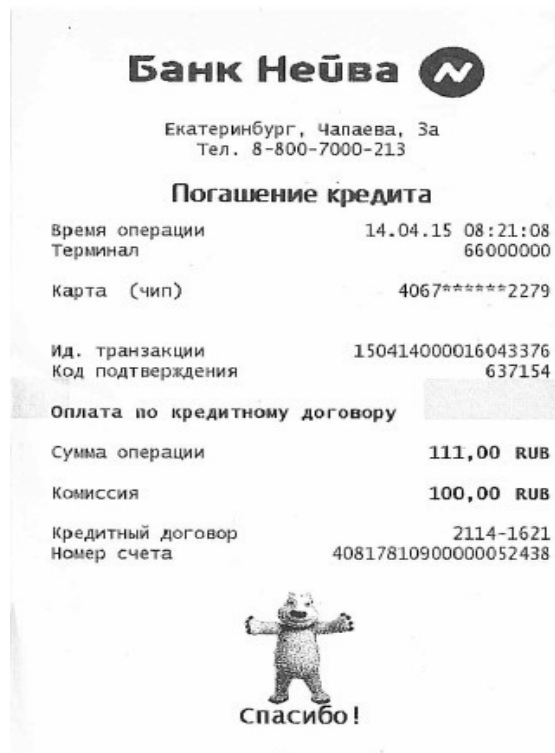 Банк Нейва
Екатеринбург, Чапаева, 3а
Тел. 8-800-7000-213
Погашение кредита
Время операции 14.04.15 08:21:08
Терминал 66000000
Карта (чип) 4067******2279
Ид. транзакции 150414000016043376
Код подтверждения 637154
Оплата по кредитному договору
Сумма операции 111,00 RUB
Комиссия 100,00 RUB
Кредитный договор 2114-1621
Номер счета 40817810900000052438
Спасибо!